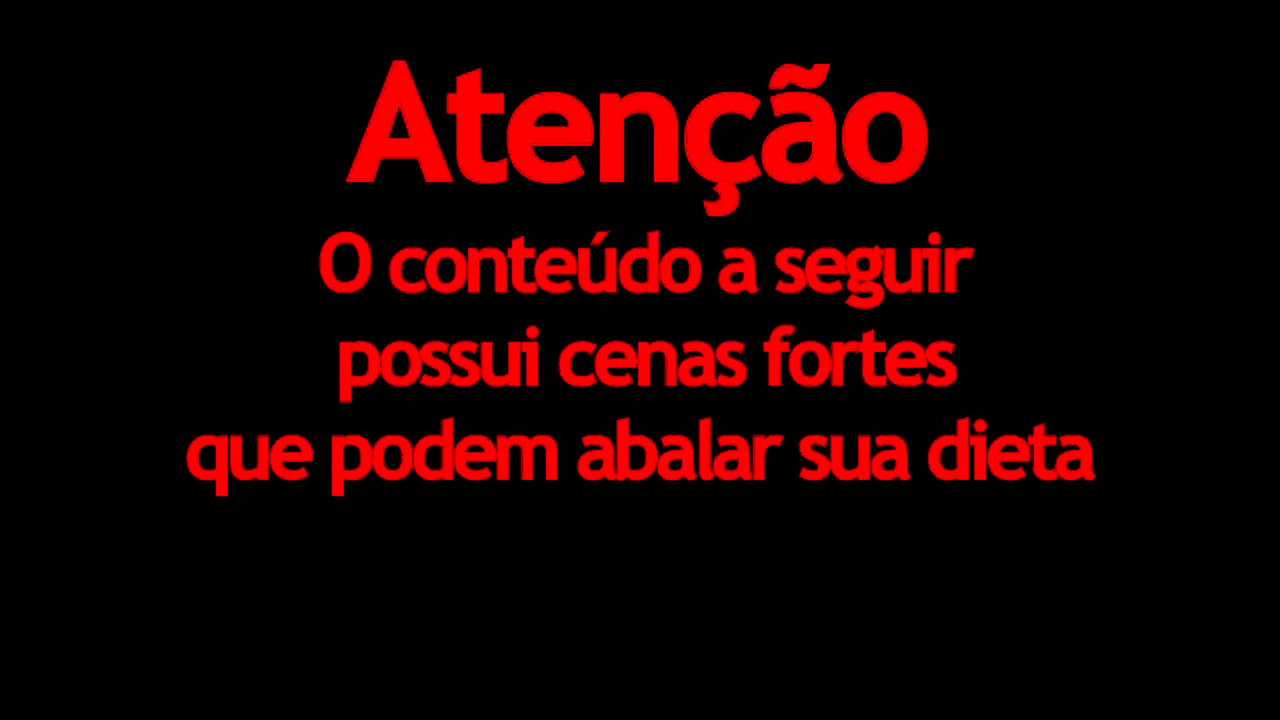 Atenção
O conteúdo a seguir
possui cenas fortes
que podem abalar sua dieta